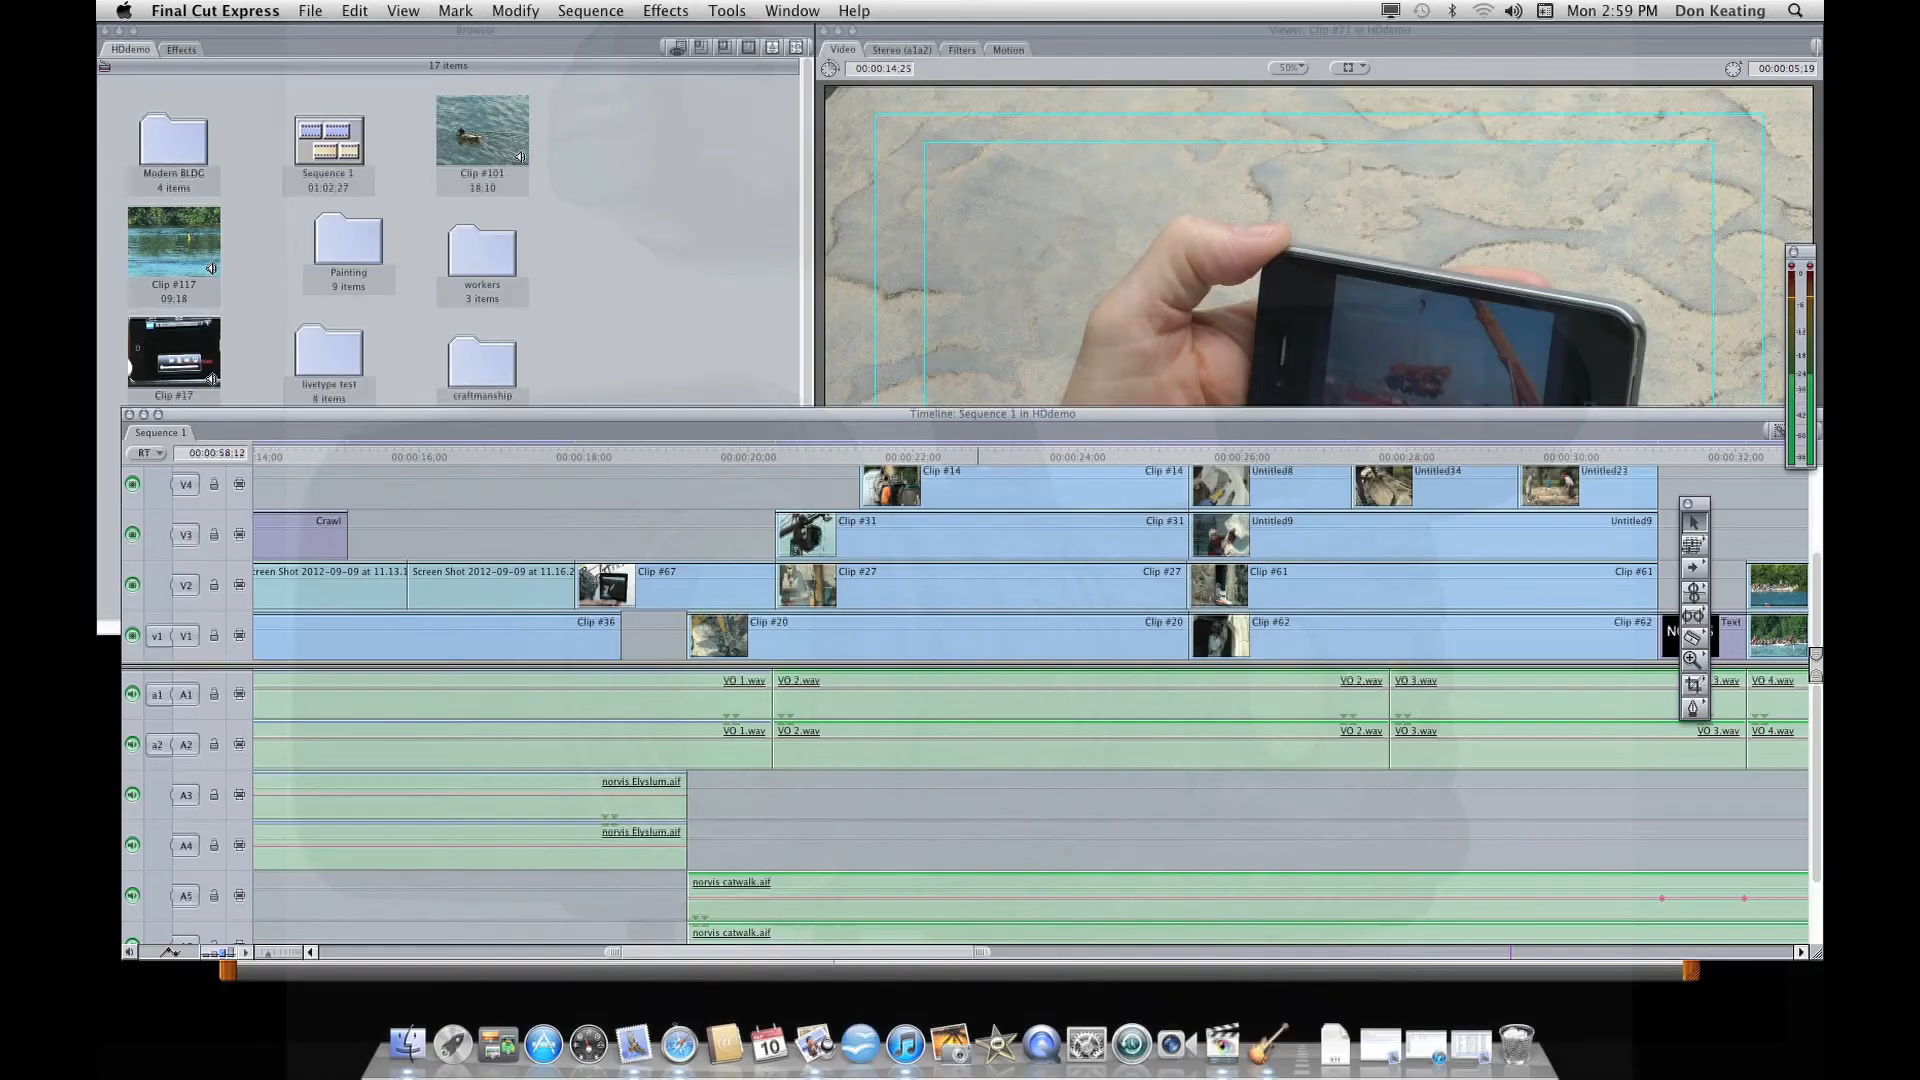 Final Cut Express File Edit View Mark Modify Sequence Effects Tools Window Help Mon 2:59 PM Don Keating
Browser
Viewer: Clip #71 in HDdemo
HDdemo Effects
Video Stereo (a1a2) Filters Motion
17 items
00:00:14;25 50% 00:00:05;19
Modern BLDG
4 items
Sequence 1
01:02;27
Clip #101
18;10
Clip #117
09;18
Painting
9 items
workers
3 items
Clip #17
livetype test
8 items
craftmanship
Timeline: Sequence 1 in HDdemo
Sequence 1
RT 00:00:58;12
14;00 00:00:16;00 00:00:18;00 00:00:20;00 00:00:22;00 00:00:24;00 00:00:26;00 00:00:28;00 00:00:30;00 00:00:32;00
V4 Clip #14 Clip #14 Untitled8 Untitled34 Untitled23
V3 Crawl Clip #31 Clip #31 Untitled9 Untitled9
V2 creen Shot 2012-09-09 at 11.13.1 Screen Shot 2012-09-09 at 11.16.2 Clip #67 Clip #27 Clip #27 Clip #61 Clip #61
v1 V1 Clip #36 Clip #20 Clip #20 Clip #62 Clip #62 Text
a1 A1 VO 1.wav VO 2.wav VO 2.wav VO 3.wav 3.wav VO 4.wav
a2 A2 VO 1.wav VO 2.wav VO 2.wav VO 3.wav VO 3.wav VO 4.wav
A3 norvis Elyslum.aif
A4 norvis Elyslum.aif
A5 norvis catwalk.aif
norvis catwalk.aif
10